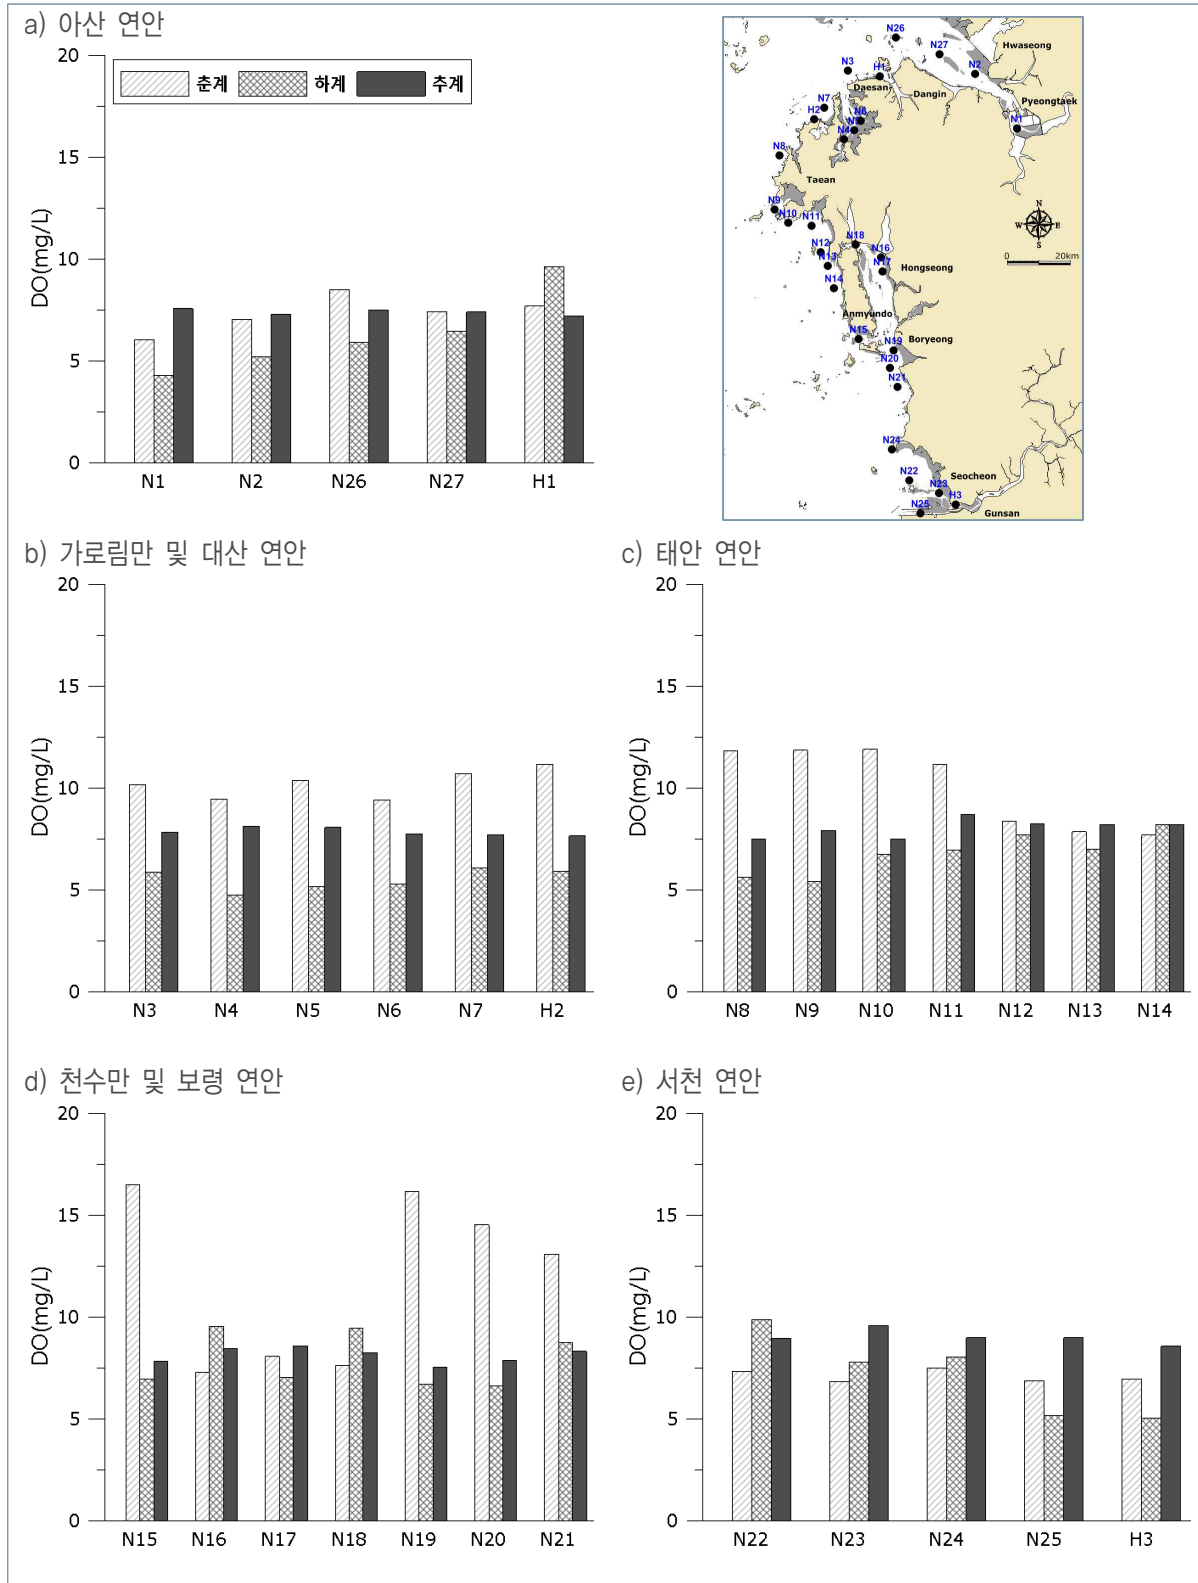 a) 아산 연안
20
15
10
5
0
DO(mg/L)
춘계 하계 추계
N1 N2 N26 N27 H1
N26
N27
Hwaseong
N3
H1
N2
Daesan
Dangin
Pyeongtaek
N7
H2
N6
N5
N4
N1
N8
Taean
N9
N10
N11
N
W E
S
N12
N13
N18
N16
N17
0 20km
Hongseong
N14
Anmyundo
N15
Boryeong
N19
N20
N21
N24
N22
Seocheon
N23
H3
N25
Gunsan
b) 가로림만 및 대산 연안
20
15
10
5
0
DO(mg/L)
N3 N4 N5 N6 N7 H2
c) 태안 연안
20
15
10
5
0
DO(mg/L)
N8 N9 N10 N11 N12 N13 N14
d) 천수만 및 보령 연안
20
15
10
5
0
DO(mg/L)
N15 N16 N17 N18 N19 N20 N21
e) 서천 연안
20
15
10
5
0
DO(mg/L)
N22 N23 N24 N25 H3